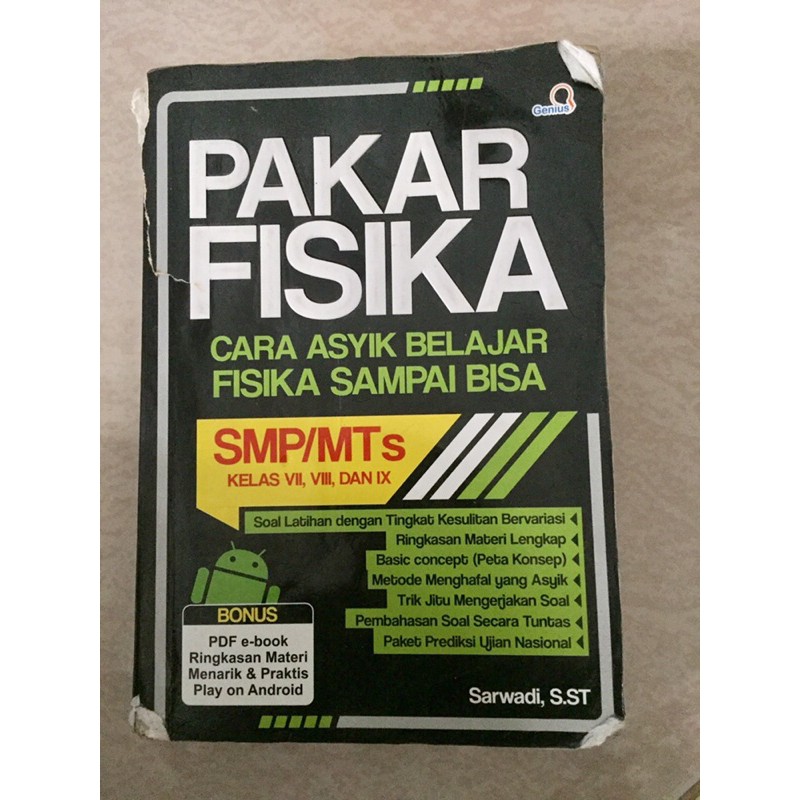 Genius
PAKAR
FISIKA
CARA ASYIK BELAJAR
FISIKA SAMPAI BISA
SMP/MTs
KELAS VII, VIII, DAN IX
Soal Latihan dengan Tingkat Kesulitan Bervariasi
Ringkasan Materi Lengkap
Basic concept (Peta Konsep)
Metode Menghafal yang Asyik
Trik Jitu Mengerjakan Soal
Pembahasan Soal Secara Tuntas
Paket Prediksi Ujian Nasional
BONUS
PDF e-book
Ringkasan Materi
Menarik & Praktis
Play on Android
Sarwadi, S.ST